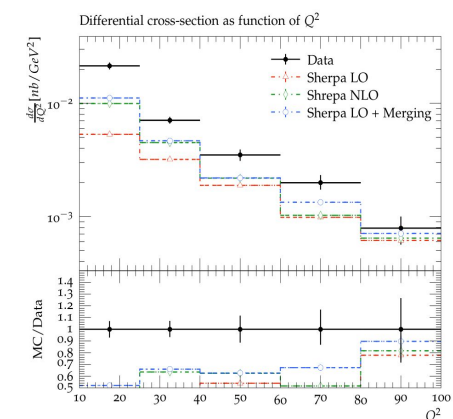 Differential cross-section as function of Q²
dσ/dQ² [nb/GeV²]
10⁻²
10⁻³
Data
Sherpa LO
Shrepa NLO
Sherpa LO + Merging
MC/Data
1.4
1.3
1.2
1.1
1
0.9
0.8
0.7
0.6
0.5
10 20 30 40 50 60 70 80 90 100
Q²